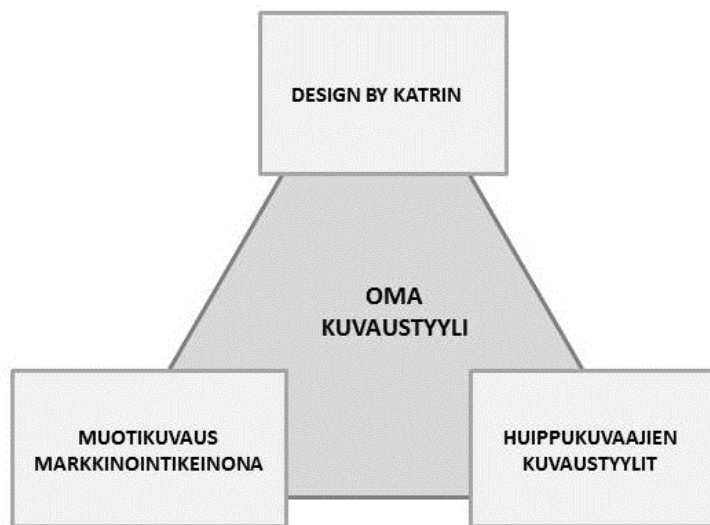 DESIGN BY KATRIN
OMA
KUVAUSTYYLI
MUOTIKUVAUS
MARKKINOINTIKEINONA
HUIPPUKUVAAJIEN
KUVAUSTYYLIT